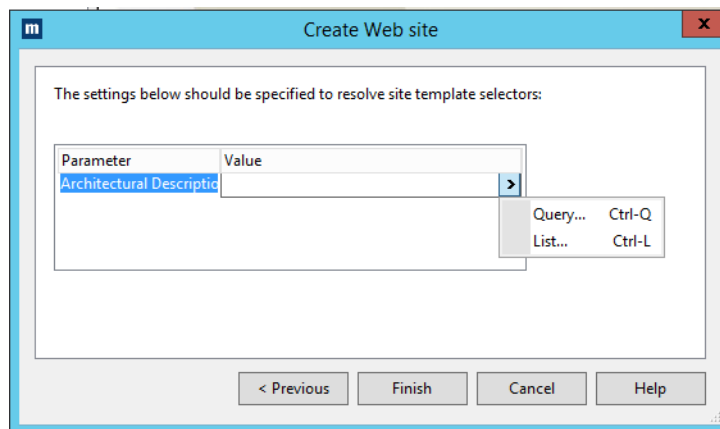 m
Create Web site
x
The settings below should be specified to resolve site template selectors:
Parameter Value
Architectural Descriptio
Query... Ctrl-Q
List... Ctrl-L
< Previous Finish Cancel Help